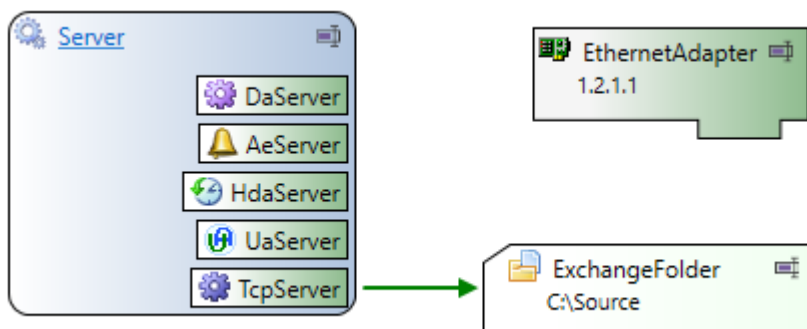 Server
DaServer
AeServer
HdaServer
UaServer
TcpServer
EthernetAdapter
1.2.1.1
ExchangeFolder
C:\Source